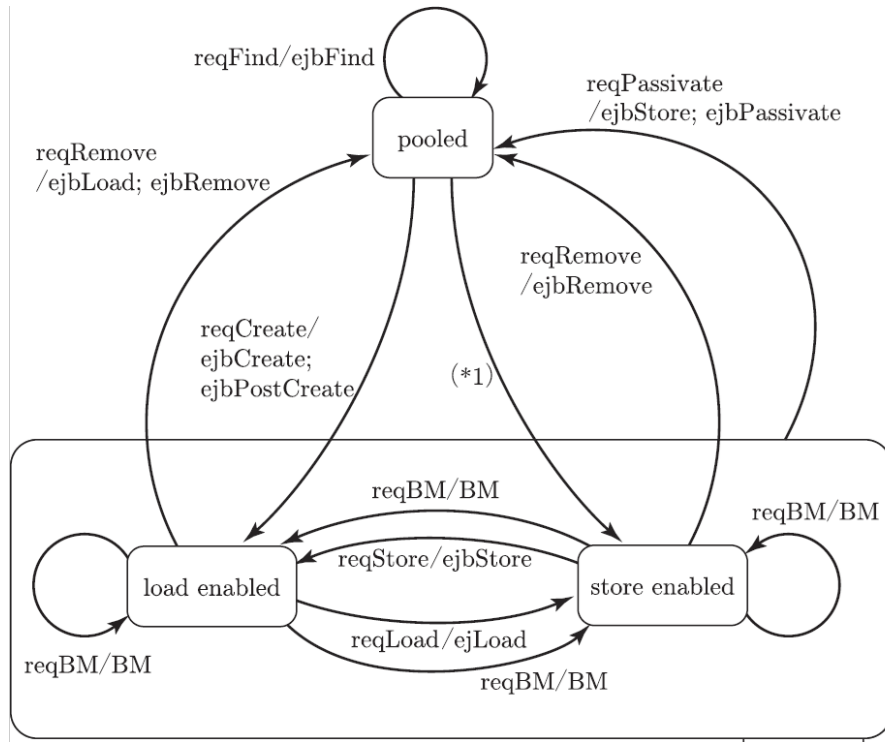 reqFind/ejbFind
reqPassivate
/ejbStore; ejbPassivate
pooled
reqRemove
/ejbLoad; ejbRemove
reqRemove
/ejbRemove
reqCreate/
ejbCreate;
ejbPostCreate
(*1)
reqBM/BM
reqBM/BM
reqStore/ejbStore
load enabled
store enabled
reqLoad/ejLoad
reqBM/BM
reqBM/BM